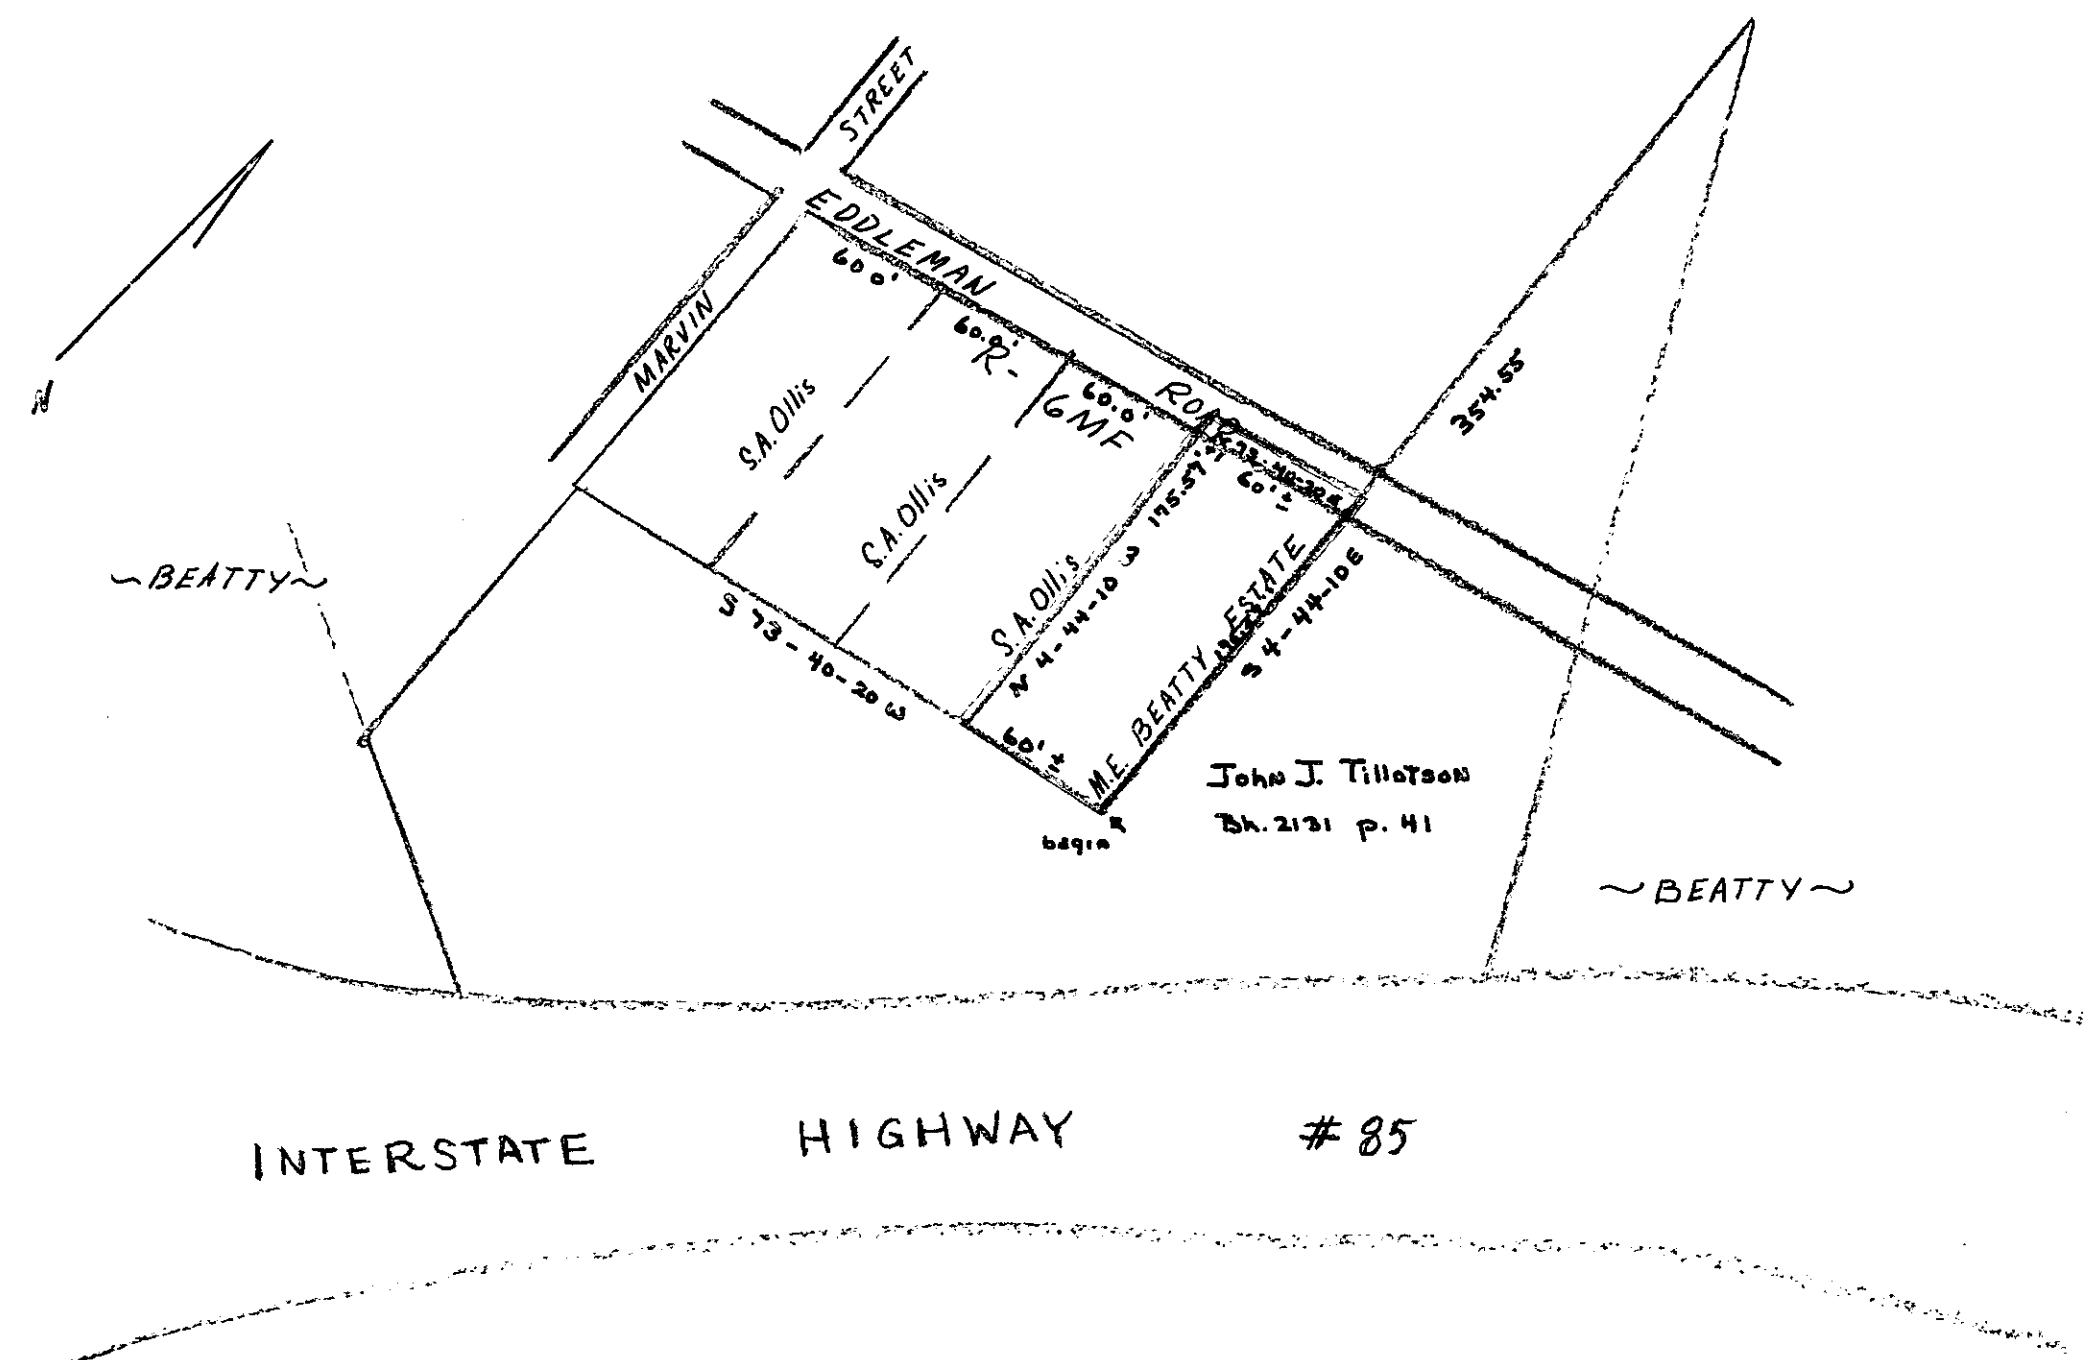 STREET
EDDLEMAN
ROAD
MARVIN
60.0'
60.0'
60.0'
R-
6MF
60'±
354.55
S.A. Ollis
S.A. Ollis
S.A. Ollis
N 4-44-10 W 195.57'±
S 4-44-10E
M.E. BEATTY ESTATE
S 73-40-20 W
60'±
begin
John J. Tillotson
Bk. 2131 p. 41
~BEATTY~
~BEATTY~
N
INTERSTATE HIGHWAY #85